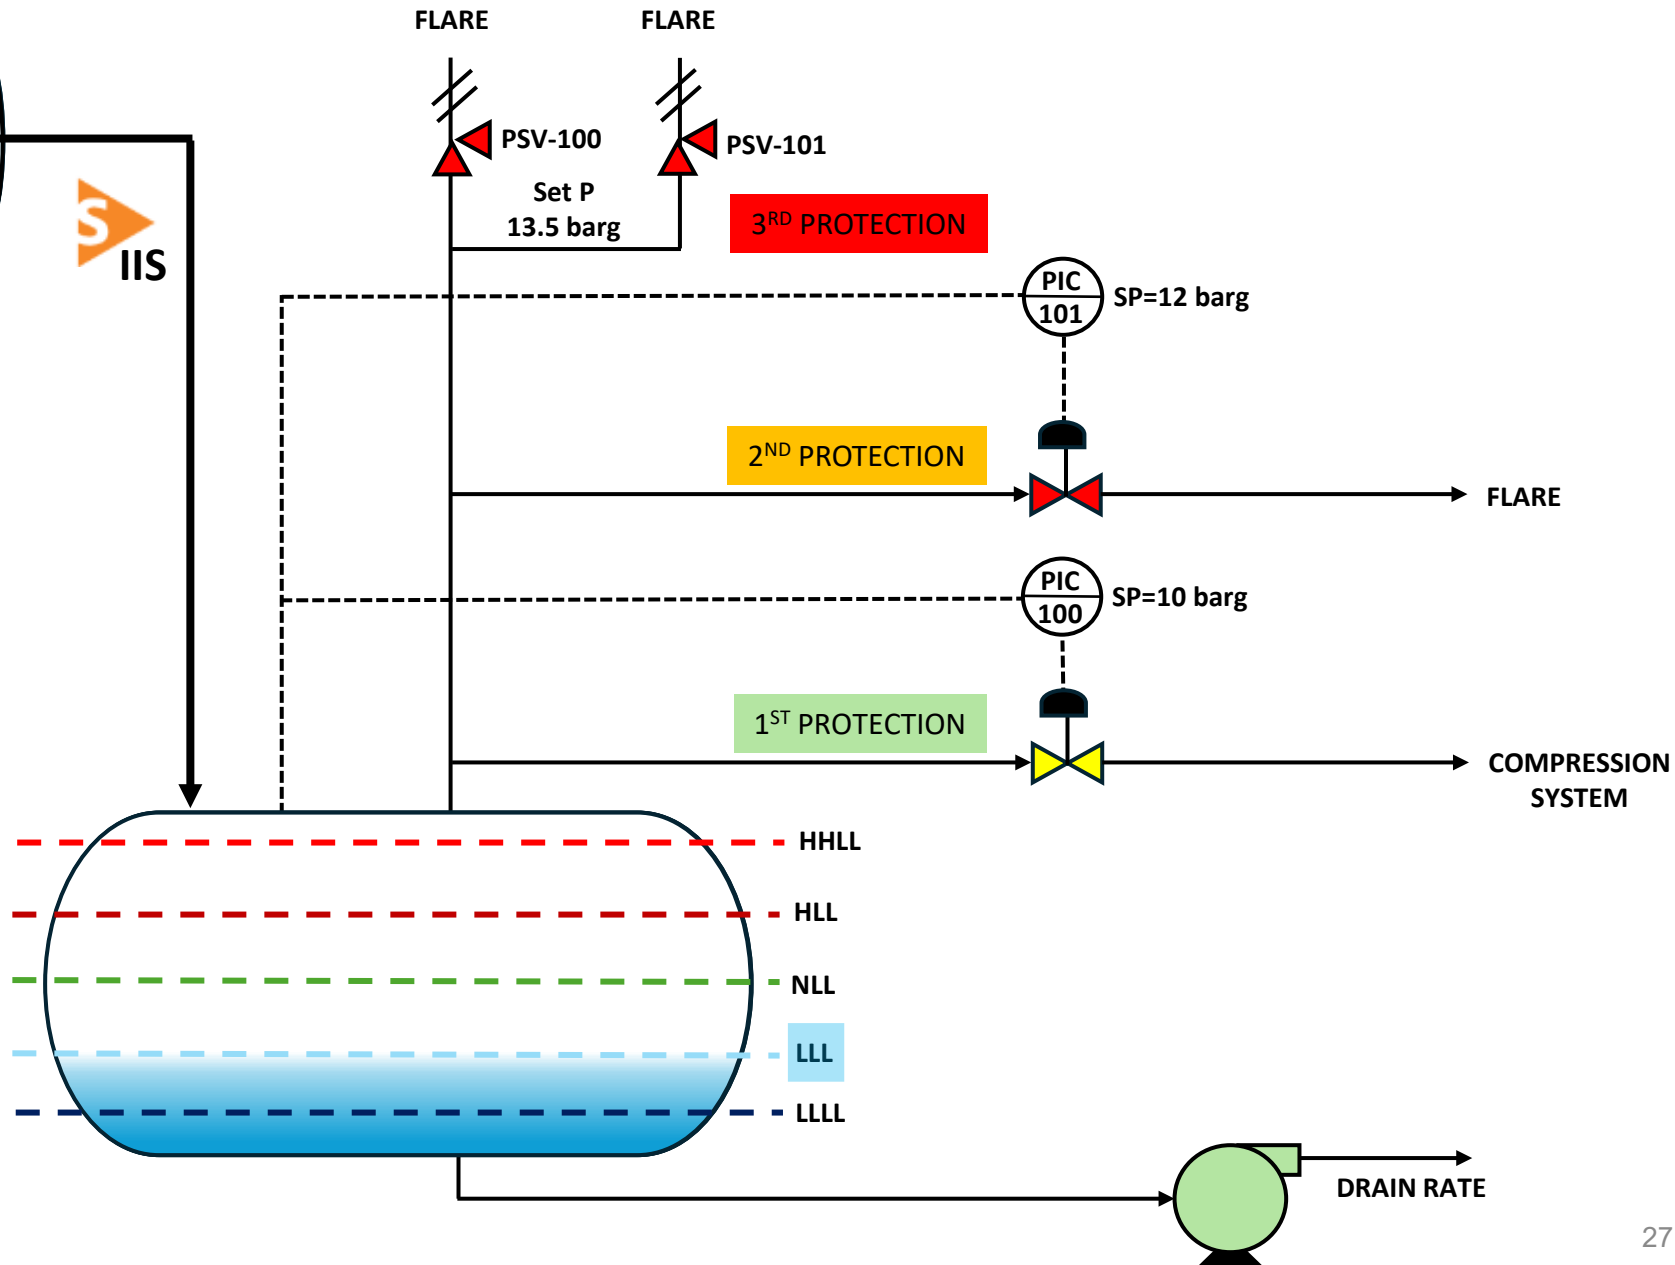 FLARE
FLARE
PSV-100
PSV-101
Set P
13.5 barg
3RD PROTECTION
S
IIS
PIC
101
SP=12 barg
2ND PROTECTION
FLARE
PIC
100
SP=10 barg
1ST PROTECTION
COMPRESSION
SYSTEM
HHLL
HLL
NLL
LLL
LLLL
DRAIN RATE
27